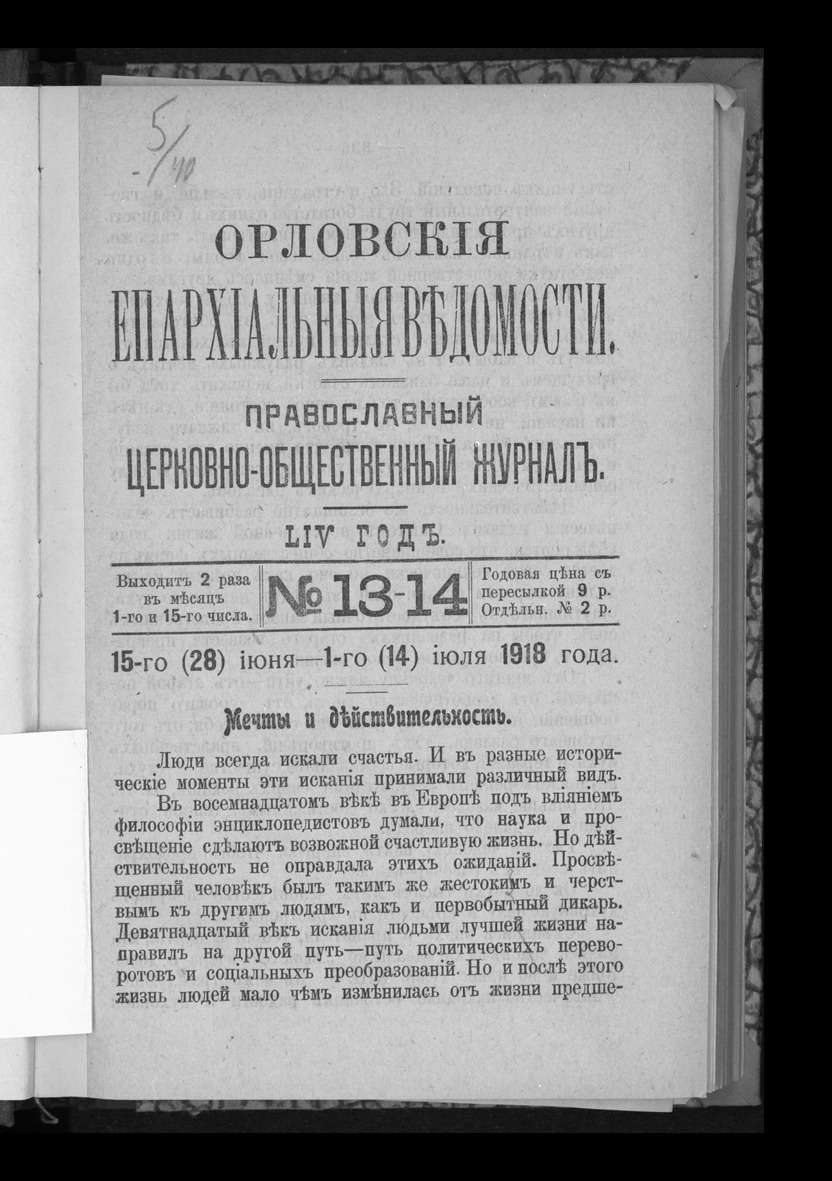 5/40
ОРЛОВСКІЯ
ЕПАРХІАЛЬНЫЯ ВѢДОМОСТИ.
ПРАВОСЛАВНЫЙ
ЦЕРКОВНО-ОБЩЕСТВЕННЫЙ ЖУРНАЛЪ.
LIV ГОДЪ.
Выходитъ 2 раза
въ мѣсяцъ
1-го и 15-го числа.
№ 13-14
Годовая цѣна съ
пересылкой 9 р.
Отдѣльн. № 2 р.
15-го (28) іюня—1-го (14) іюля 1918 года.
Мечты и дѣйствительность.
Люди всегда искали счастья. И въ разные истори-
ческіе моменты эти исканія принимали различный видъ.
Въ восемнадцатомъ вѣкѣ въ Европѣ подъ вліяніемъ
философіи энциклопедистовъ думали, что наука и про-
свѣщеніе сдѣлаютъ возвожной счастливую жизнь. Но дѣй-
ствительность не оправдала этихъ ожиданій. Просвѣ-
щенный человѣкъ былъ такимъ же жестокимъ и черст-
вымъ къ другимъ людямъ, какъ и первобытный дикарь.
Девятнадцатый вѣкъ исканія людьми лучшей жизни на-
правилъ на другой путь—путь политическихъ перево-
ротовъ и соціальныхъ преобразованій. Но и послѣ этого
жизнь людей мало чѣмъ измѣнилась отъ жизни предше-